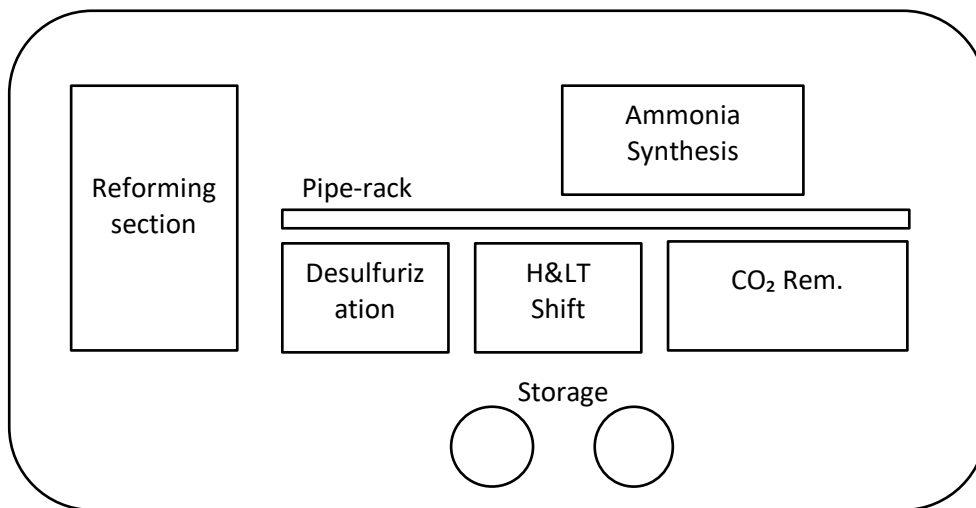 Ammonia
Synthesis
Reforming
section
Pipe-rack
Desulfuriz
ation
H&LT
Shift
CO₂ Rem.
Storage